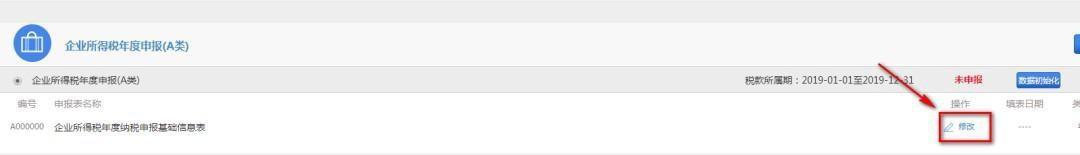 企业所得税年度申报(A类)
企业所得税年度申报(A类) 税款所属期：2019-01-01至2019-12-31 未申报 数据初始化
编号 申报表名称 操作 填表日期
A000000 企业所得税年度纳税申报基础信息表 修改 ----